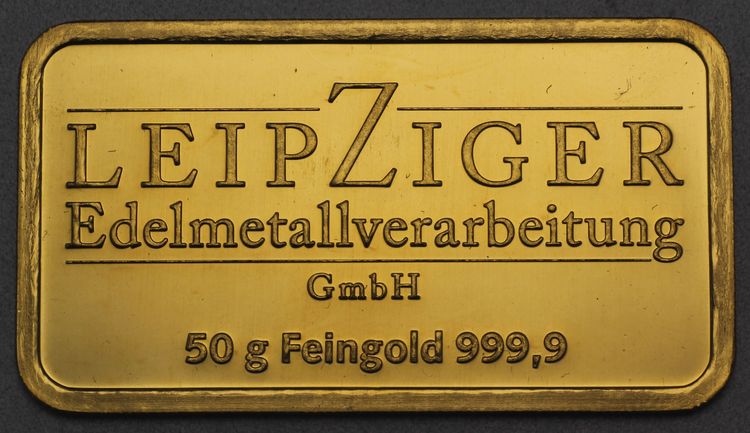 LEIPZIGER
Edelmetallverarbeitung
GmbH
50 g Feingold 999,9